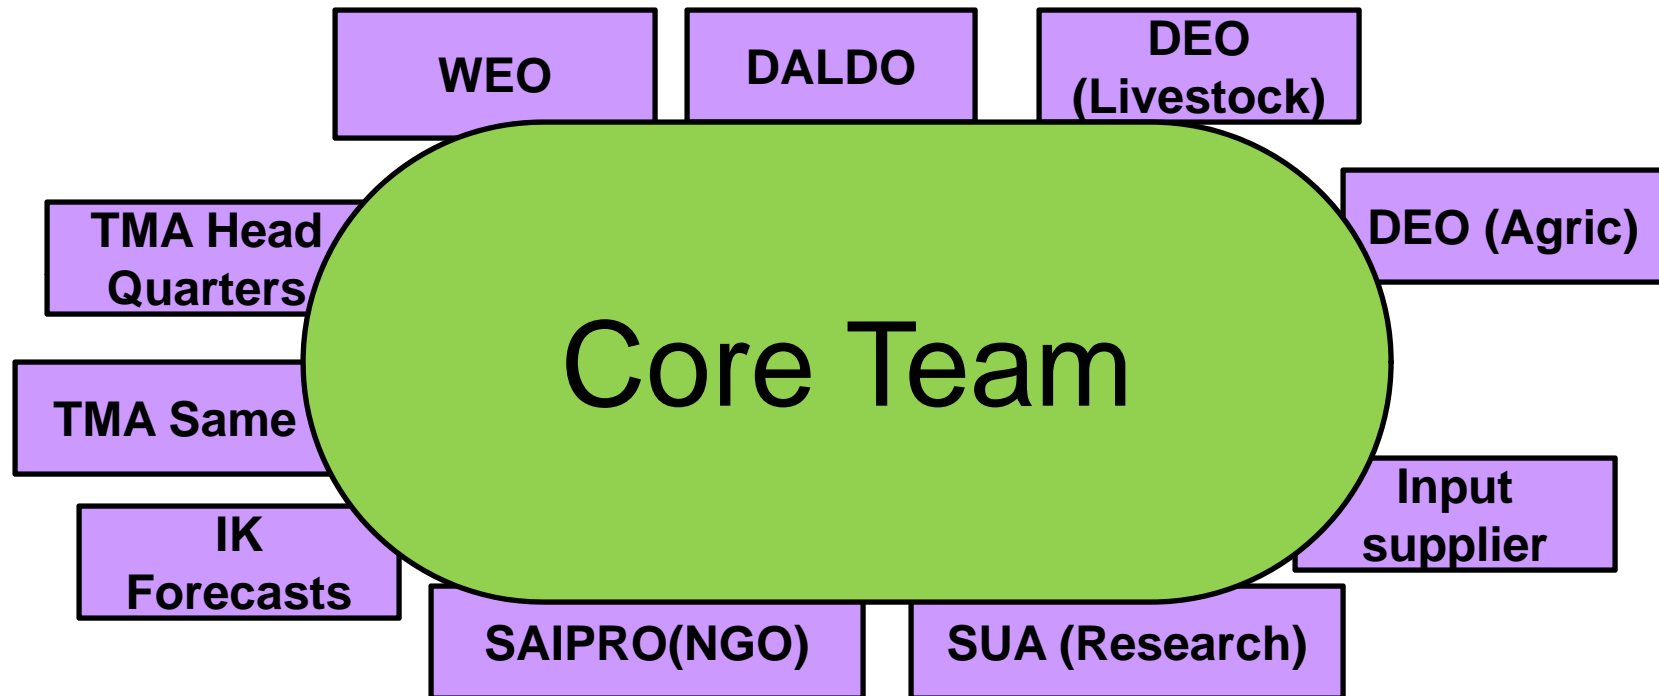 WEO
DALDO
DEO
(Livestock)
TMA Head
Quarters
DEO (Agric)
Core Team
TMA Same
Input
supplier
IK
Forecasts
SAIPRO(NGO)
SUA (Research)